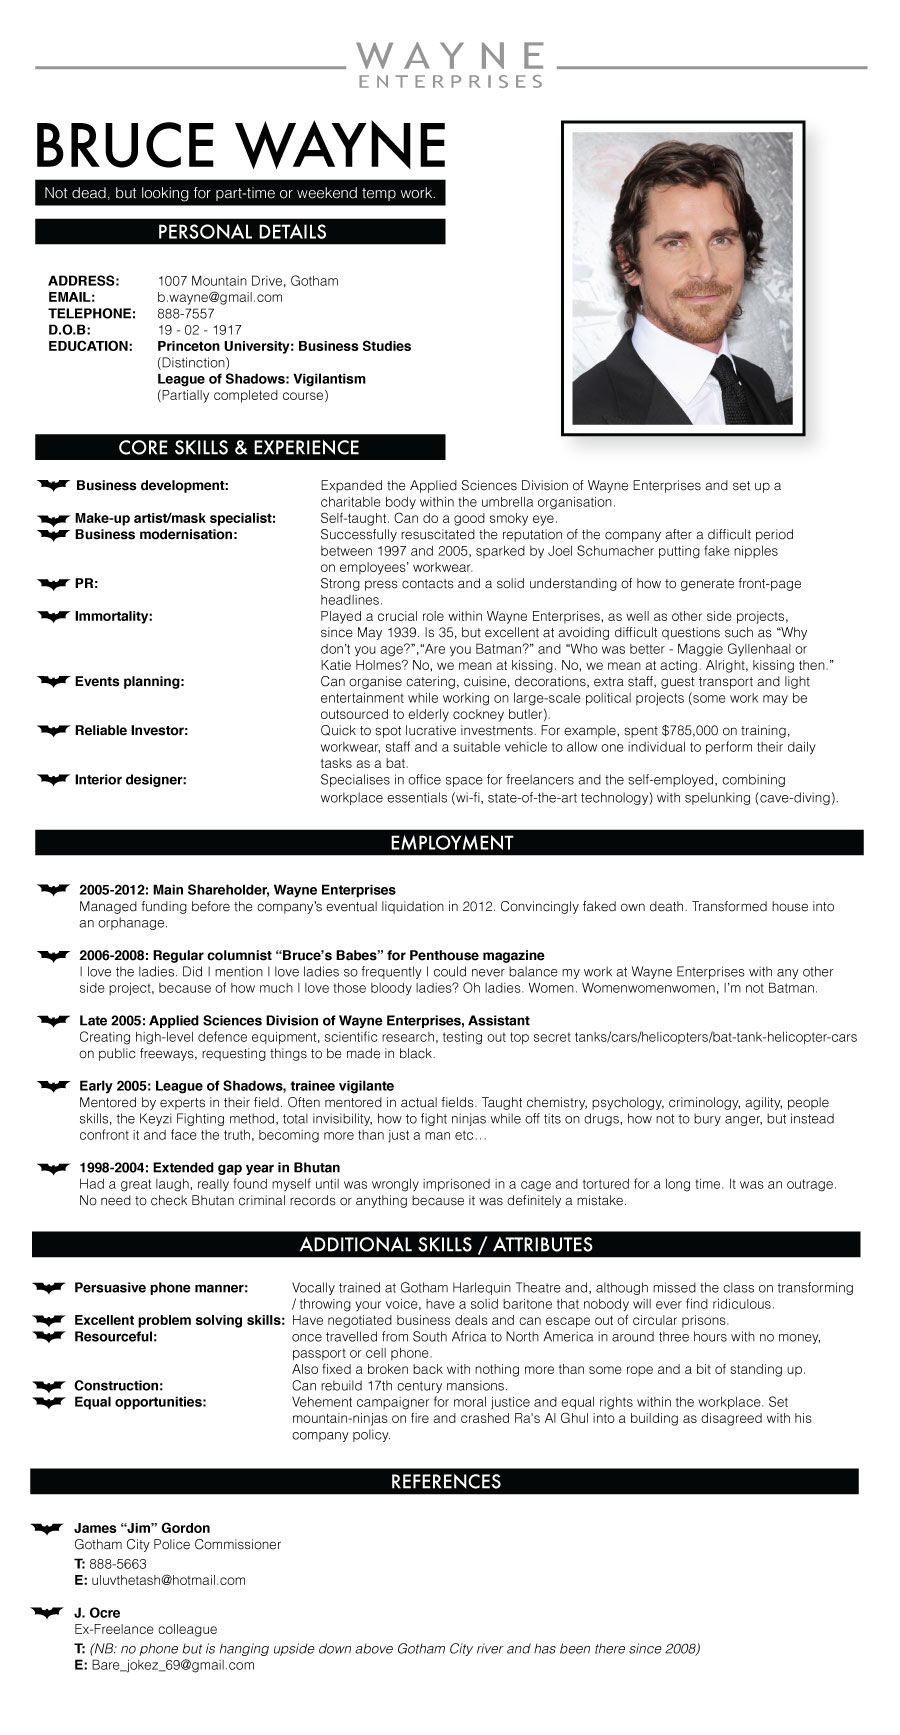 WAYNE
ENTERPRISES
BRUCE WAYNE
Not dead, but looking for part-time or weekend temp work.
PERSONAL DETAILS
ADDRESS: 1007 Mountain Drive, Gotham
EMAIL: b.wayne@gmail.com
TELEPHONE: 888-7557
D.O.B: 19 - 02 - 1917
EDUCATION: Princeton University: Business Studies
(Distinction)
League of Shadows: Vigilantism
(Partially completed course)
CORE SKILLS & EXPERIENCE
Business development: Expanded the Applied Sciences Division of Wayne Enterprises and set up a
charitable body within the umbrella organisation.
Make-up artist/mask specialist: Self-taught. Can do a good smoky eye.
Business modernisation: Successfully resuscitated the reputation of the company after a difficult period
between 1997 and 2005, sparked by Joel Schumacher putting fake nipples
on employees’ workwear.
PR: Strong press contacts and a solid understanding of how to generate front-page
headlines.
Immortality: Played a crucial role within Wayne Enterprises, as well as other side projects,
since May 1939. Is 35, but excellent at avoiding difficult questions such as “Why
don’t you age?”,“Are you Batman?” and “Who was better - Maggie Gyllenhaal or
Katie Holmes? No, we mean at kissing. No, we mean at acting. Alright, kissing then.”
Events planning: Can organise catering, cuisine, decorations, extra staff, guest transport and light
entertainment while working on large-scale political projects (some work may be
outsourced to elderly cockney butler).
Reliable Investor: Quick to spot lucrative investments. For example, spent $785,000 on training,
workwear, staff and a suitable vehicle to allow one individual to perform their daily
tasks as a bat.
Interior designer: Specialises in office space for freelancers and the self-employed, combining
workplace essentials (wi-fi, state-of-the-art technology) with spelunking (cave-diving).
EMPLOYMENT
2005-2012: Main Shareholder, Wayne Enterprises
Managed funding before the company’s eventual liquidation in 2012. Convincingly faked own death. Transformed house into
an orphanage.
2006-2008: Regular columnist “Bruce’s Babes” for Penthouse magazine
I love the ladies. Did I mention I love ladies so frequently I could never balance my work at Wayne Enterprises with any other
side project, because of how much I love those bloody ladies? Oh ladies. Women. Womenwomenwomen, I’m not Batman.
Late 2005: Applied Sciences Division of Wayne Enterprises, Assistant
Creating high-level defence equipment, scientific research, testing out top secret tanks/cars/helicopters/bat-tank-helicopter-cars
on public freeways, requesting things to be made in black.
Early 2005: League of Shadows, trainee vigilante
Mentored by experts in their field. Often mentored in actual fields. Taught chemistry, psychology, criminology, agility, people
skills, the Keyzi Fighting method, total invisibility, how to fight ninjas while off tits on drugs, how not to bury anger, but instead
confront it and face the truth, becoming more than just a man etc…
1998-2004: Extended gap year in Bhutan
Had a great laugh, really found myself until was wrongly imprisoned in a cage and tortured for a long time. It was an outrage.
No need to check Bhutan criminal records or anything because it was definitely a mistake.
ADDITIONAL SKILLS / ATTRIBUTES
Persuasive phone manner: Vocally trained at Gotham Harlequin Theatre and, although missed the class on transforming
/ throwing your voice, have a solid baritone that nobody will ever find ridiculous.
Excellent problem solving skills: Have negotiated business deals and can escape out of circular prisons.
Resourceful: once travelled from South Africa to North America in around three hours with no money,
passport or cell phone.
Also fixed a broken back with nothing more than some rope and a bit of standing up.
Construction: Can rebuild 17th century mansions.
Equal opportunities: Vehement campaigner for moral justice and equal rights within the workplace. Set
mountain-ninjas on fire and crashed Ra's Al Ghul into a building as disagreed with his
company policy.
REFERENCES
James “Jim” Gordon
Gotham City Police Commissioner
T: 888-5663
E: uluvthetash@hotmail.com
J. Ocre
Ex-Freelance colleague
T: (NB: no phone but is hanging upside down above Gotham City river and has been there since 2008)
E: Bare_jokez_69@gmail.com